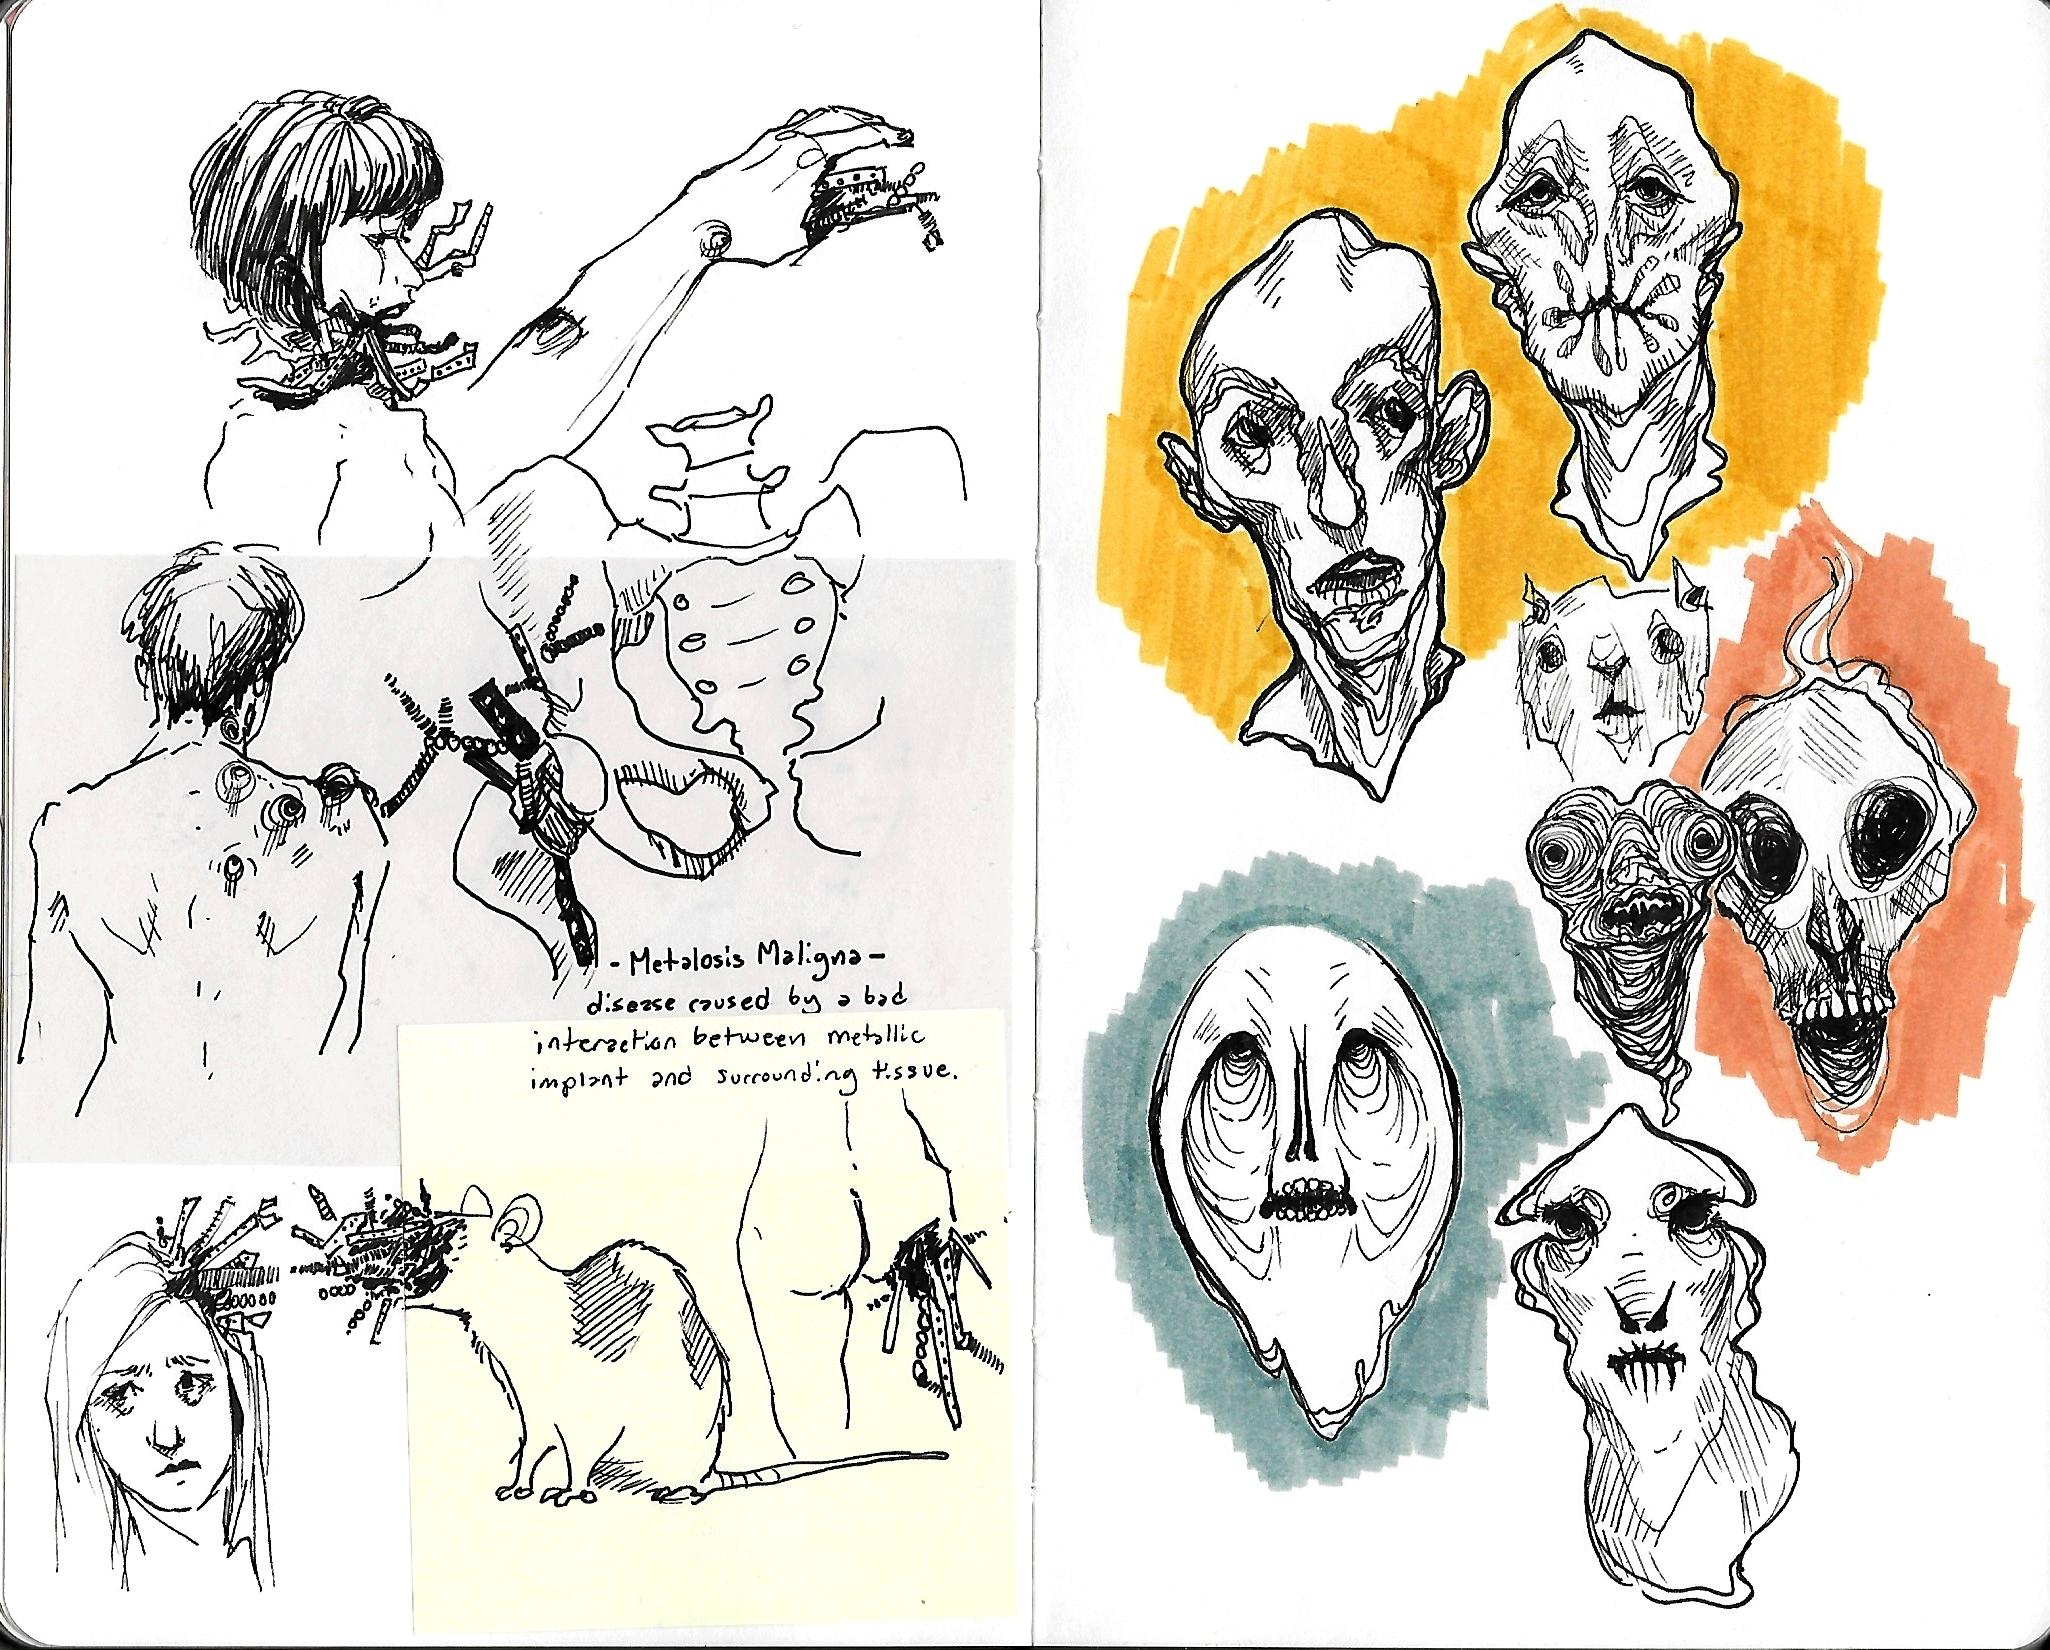 - Metalosis Maligna -
disease caused by a bad
interaction between metallic
implant and surrounding tissue.